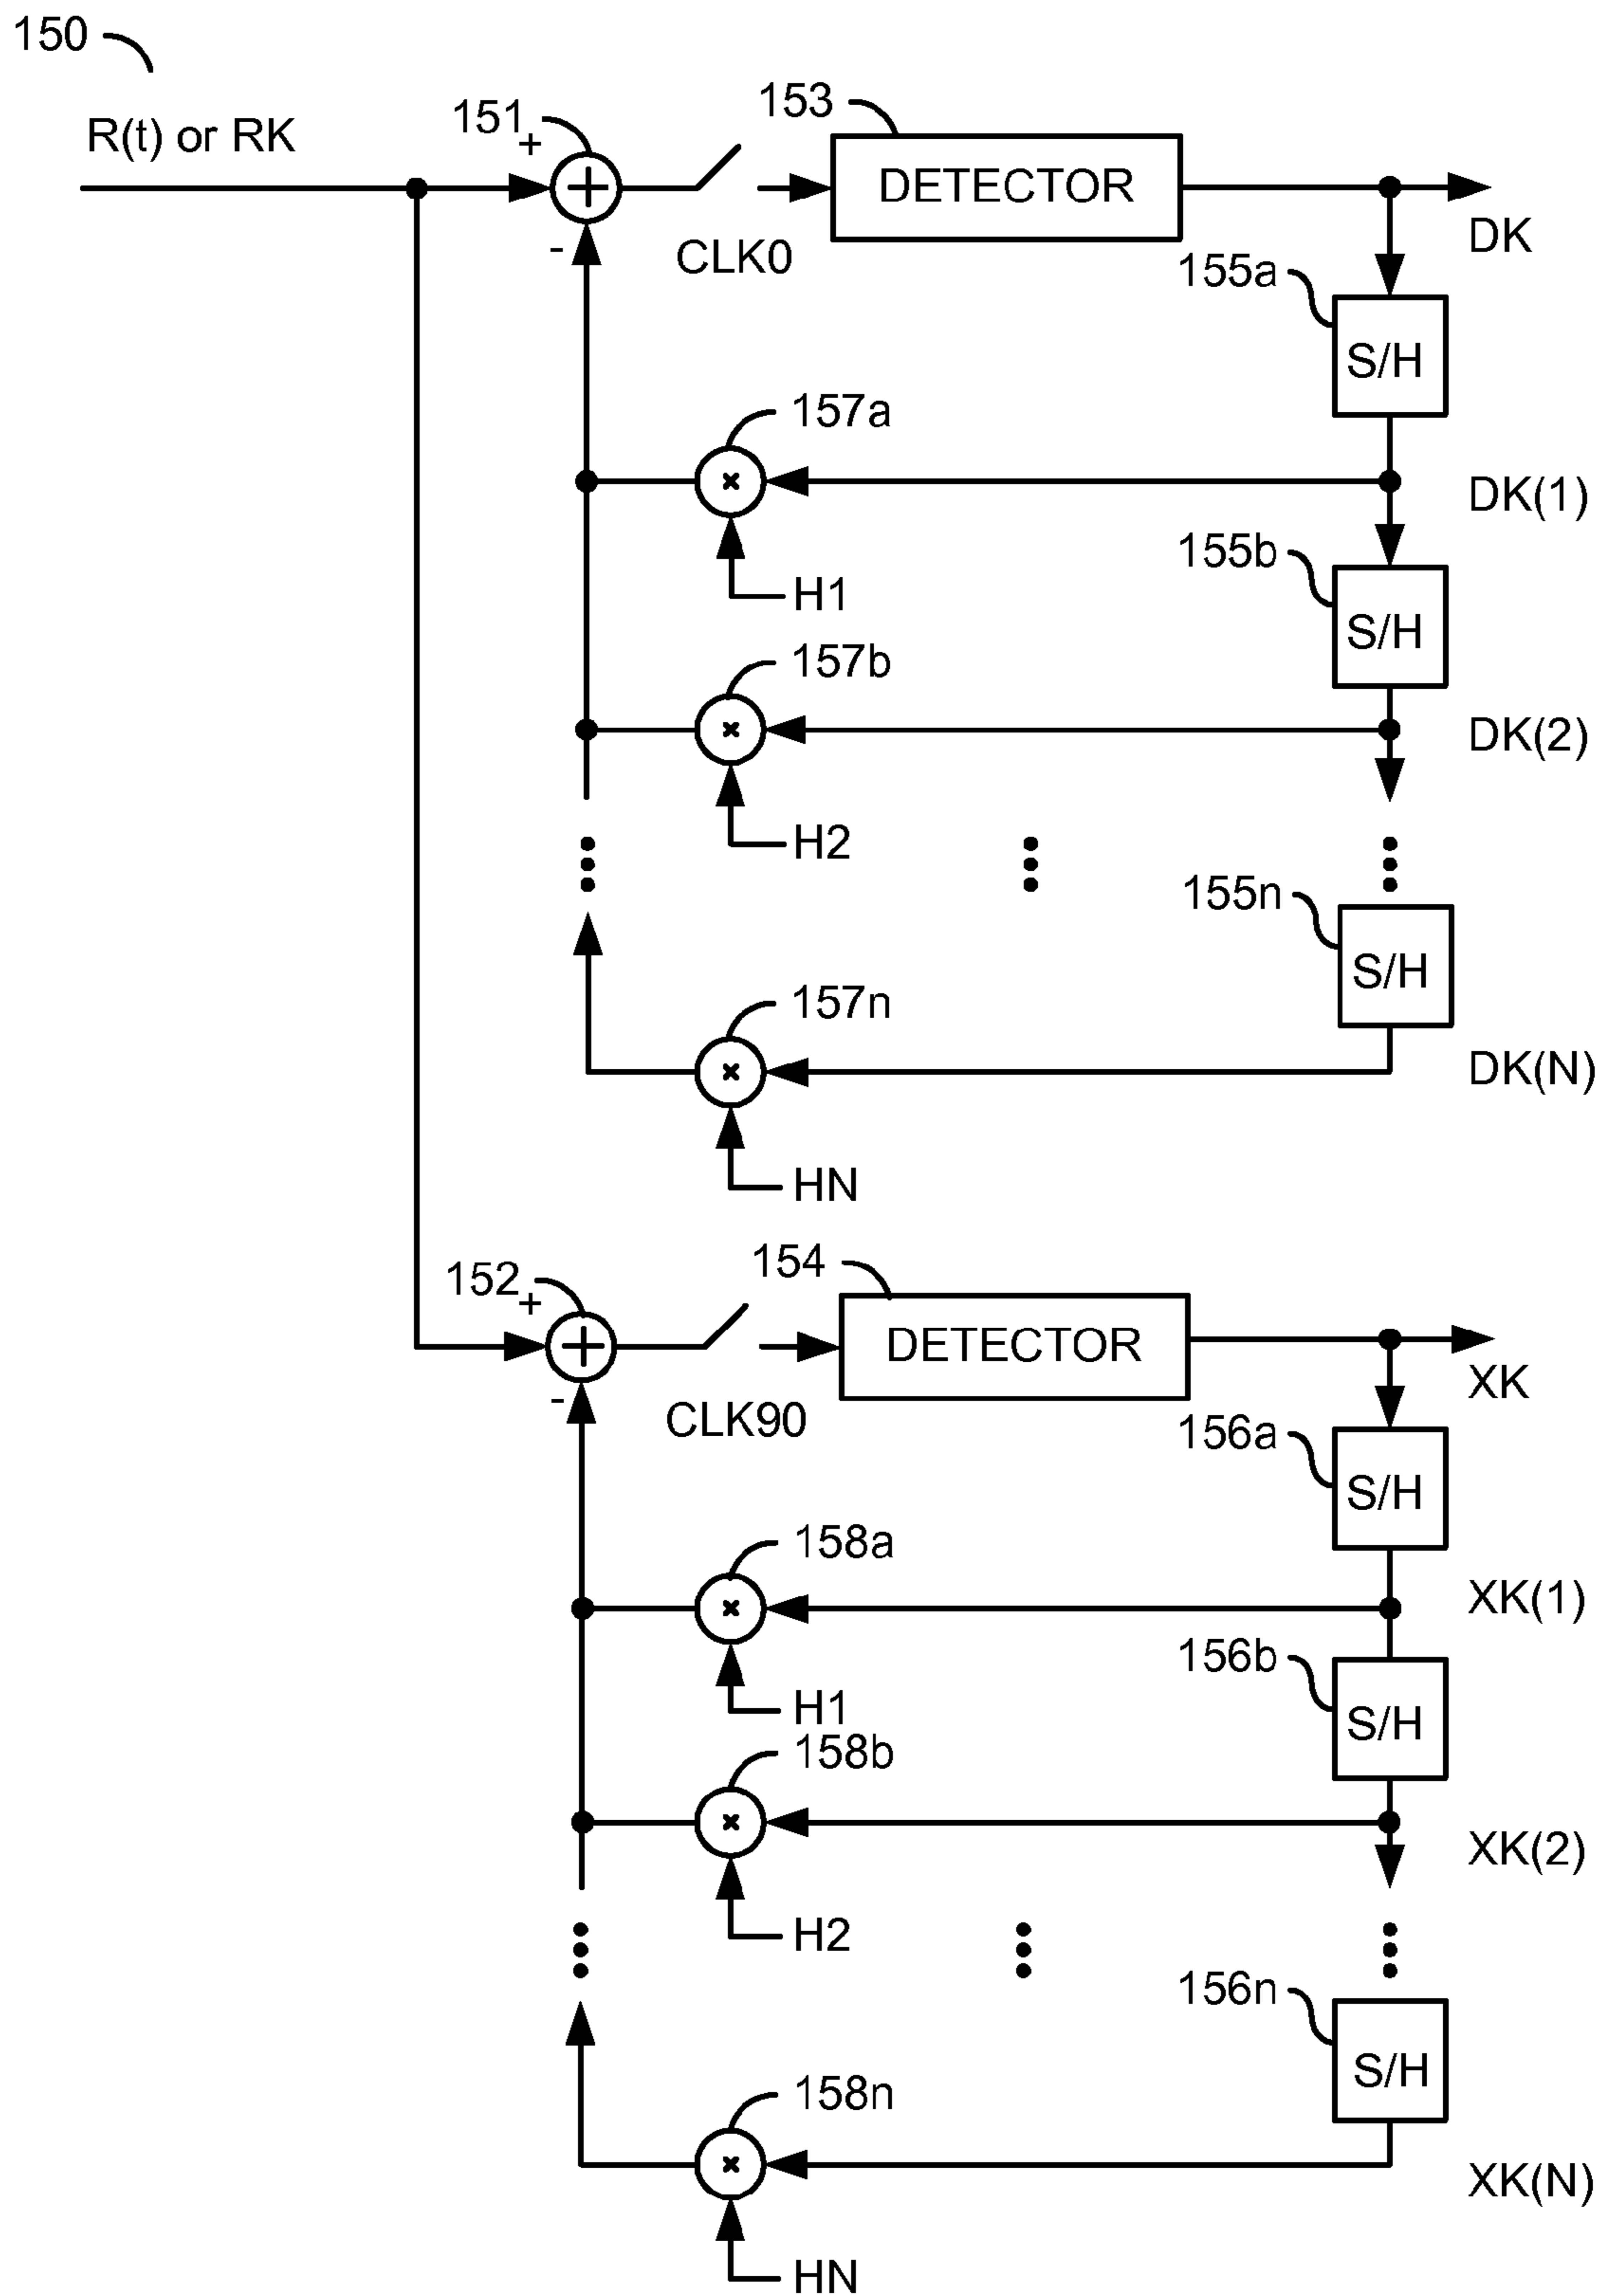 150
R(t) or RK
151
+
153
DETECTOR
-
CLK0
DK
155a
S/H
157a
DK(1)
H1
155b
S/H
157b
DK(2)
H2
155n
S/H
157n
DK(N)
HN
152
+
154
DETECTOR
-
CLK90
XK
156a
S/H
158a
XK(1)
H1
156b
S/H
158b
XK(2)
H2
156n
S/H
158n
XK(N)
HN